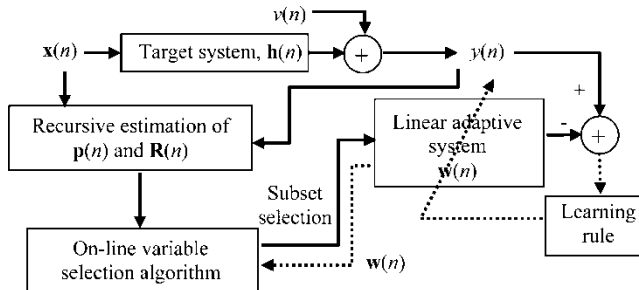 v(n)
x(n)
Target system, h(n)
+
y(n)
+
Recursive estimation of
p(n) and R(n)
Linear adaptive
system
w(n)
-
+
Subset
selection
Learning
rule
On-line variable
selection algorithm
w(n)